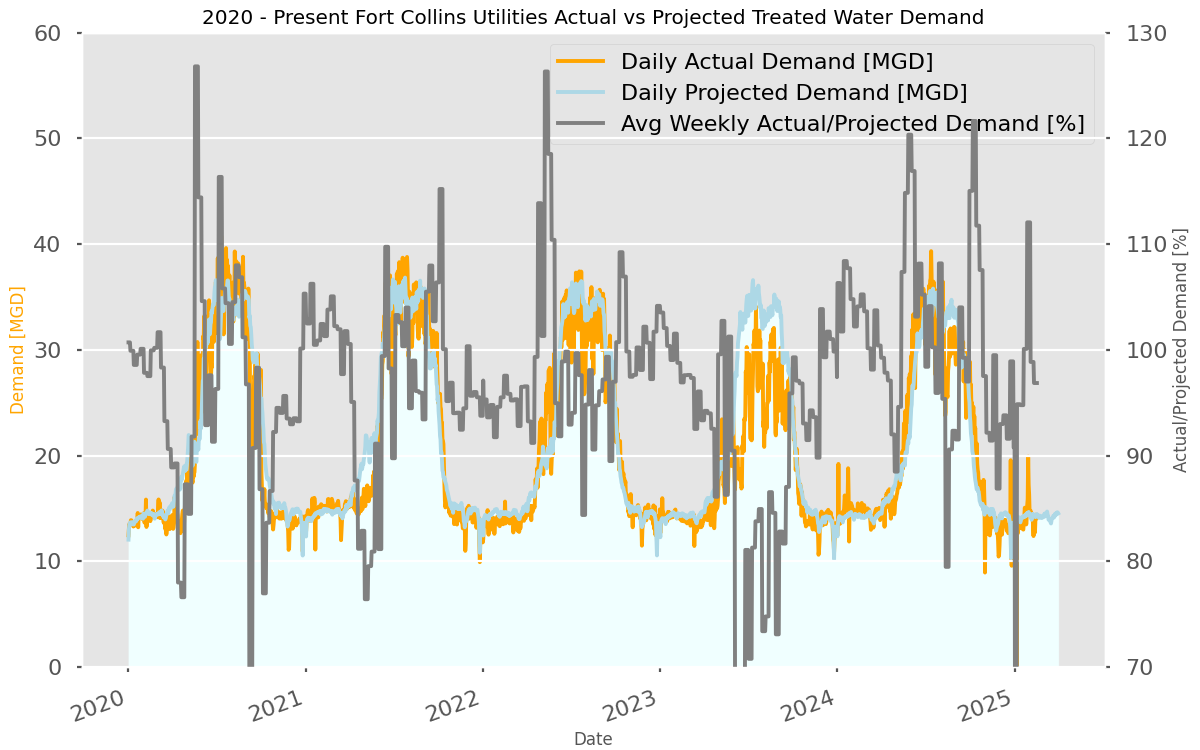 2020 - Present Fort Collins Utilities Actual vs Projected Treated Water Demand
Daily Actual Demand [MGD]
Daily Projected Demand [MGD]
Avg Weekly Actual/Projected Demand [%]
Demand [MGD]
60
50
40
30
20
10
0
130
120
110
100
90
80
70
Actual/Projected Demand [%]
2020 2021 2022 2023 2024 2025
Date